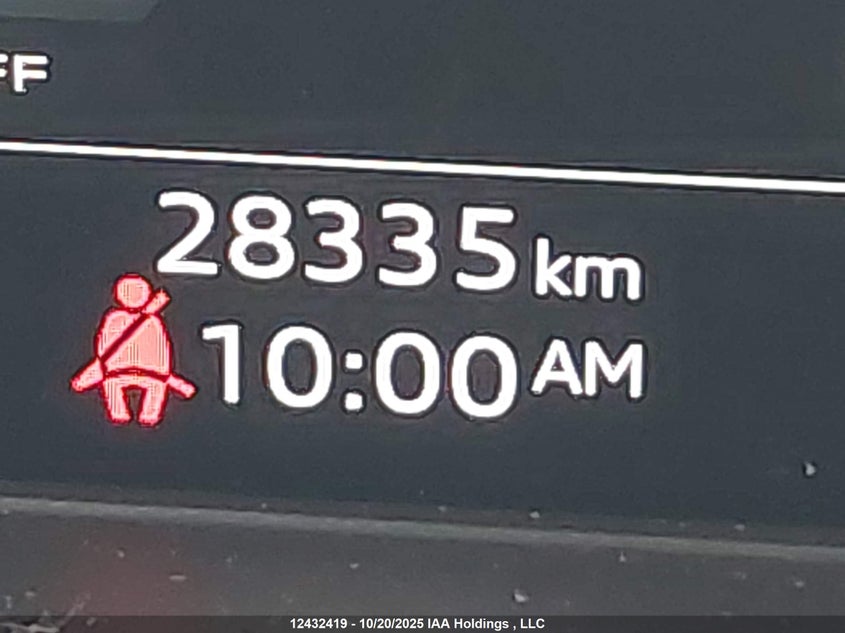 FF
28335 km
10:00 AM
12432419 - 10/20/2025 IAA Holdings , LLC